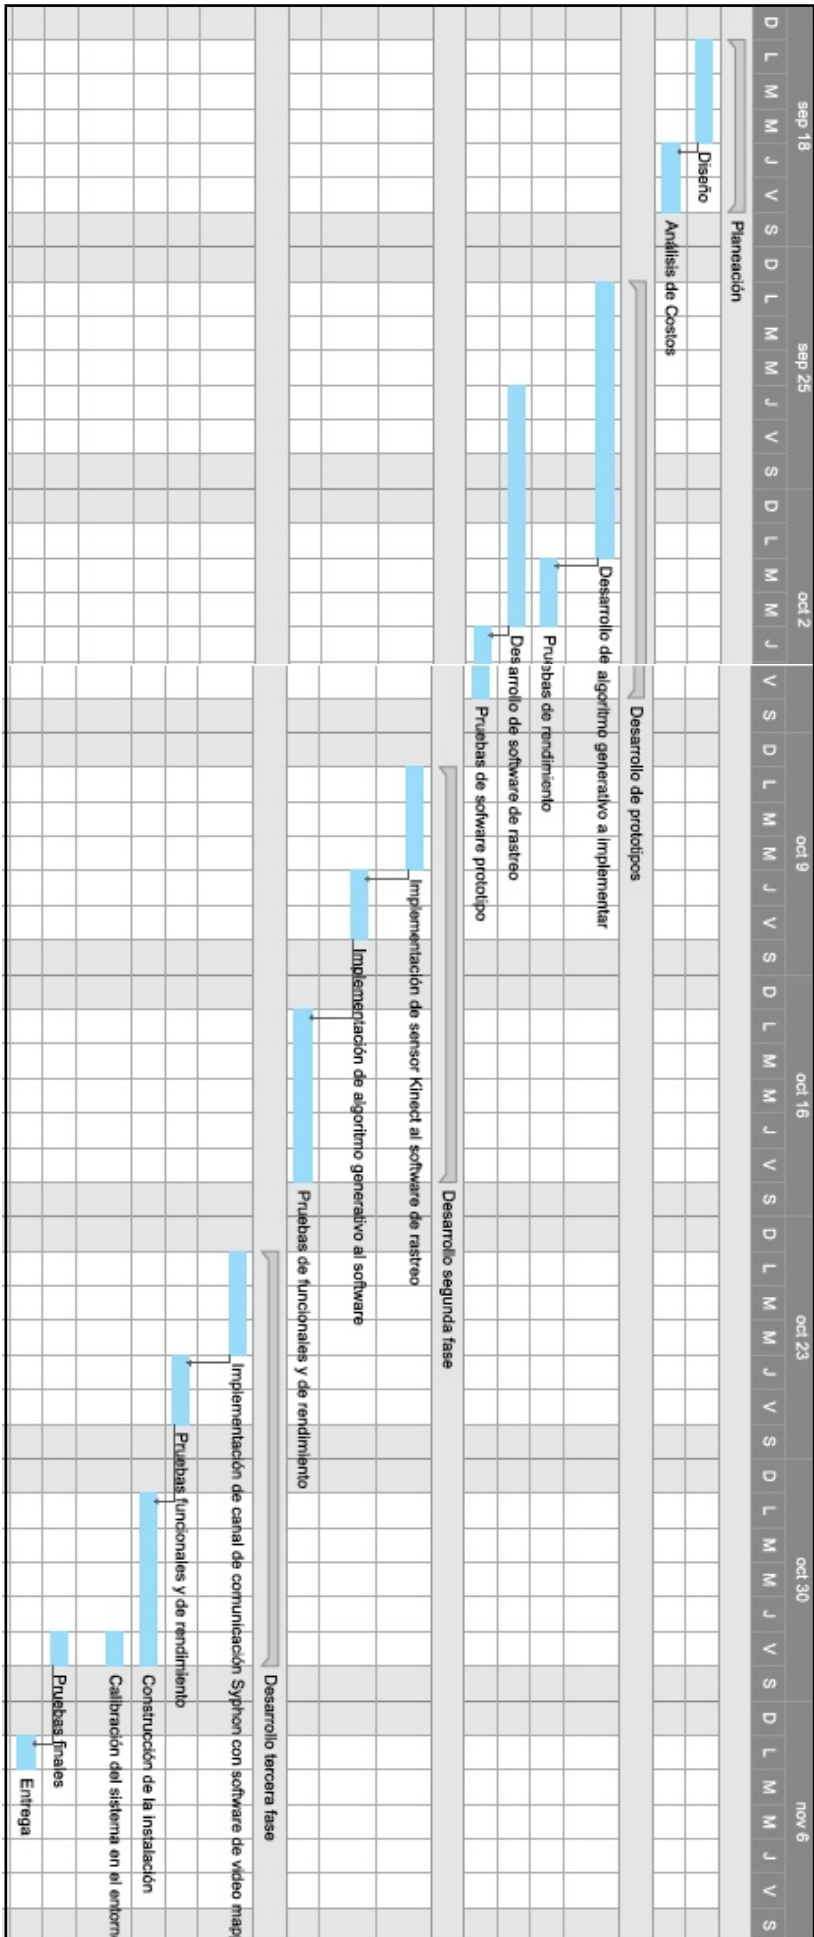 sep 18 sep 25 oct 2 oct 9 oct 16 oct 23 oct 30 nov 6
D L M M J V S D L M M J V S D L M M J V S D L M M J V S D L M M J V S D L M M J V S D L M M J V S D L M M J V S
Planeación
Diseño
Análisis de Costos
Desarrollo de prototipos
Desarrollo de algoritmo generativo a implementar
Pruebas de rendimiento
Desarrollo de software de rastreo
Pruebas de sofware prototipo
Desarrollo segunda fase
Implementación de sensor Kinect al software de rastreo
Implementación de algoritmo generativo al software
Pruebas de funcionales y de rendimiento
Desarrollo tercera fase
Implementación de canal de comunicación Syphon con software de video map
Pruebas funcionales y de rendimiento
Construcción de la instalación
Calibración del sistema en el entorn
Pruebas finales
Entrega